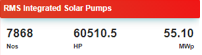 RMS Integrated Solar Pumps
7868 60510.5 55.10
Nos HP MWp